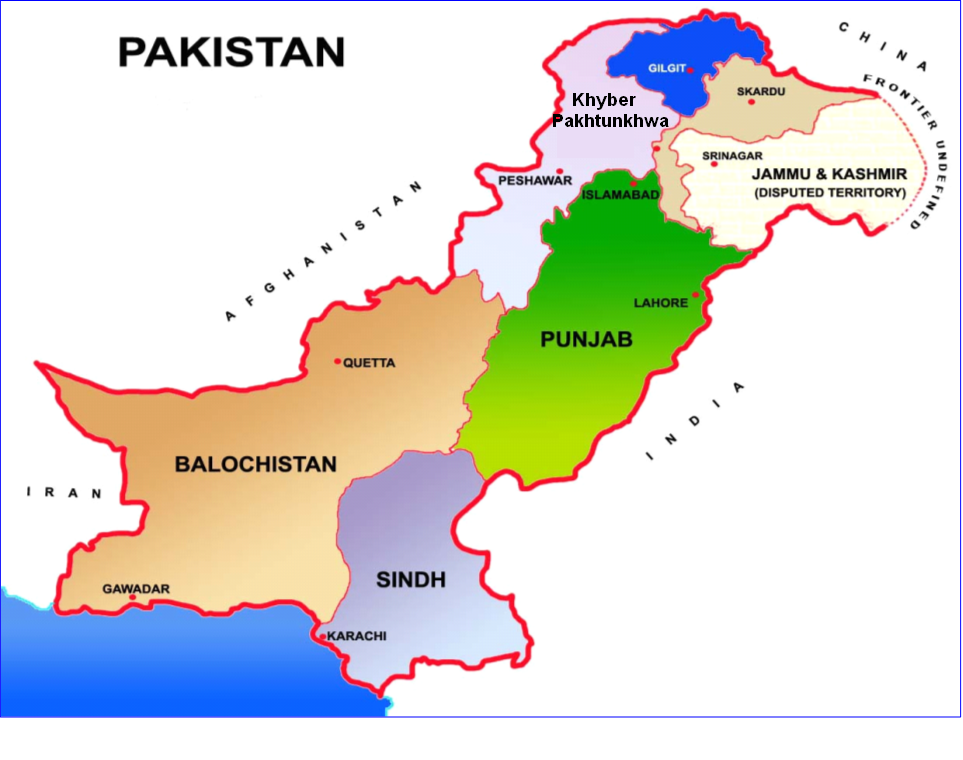 PAKISTAN
CHINA
FRONTIER UNDEFINED
GILGIT
SKARDU
Khyber
Pakhtunkhwa
SRINAGAR
JAMMU & KASHMIR
(DISPUTED TERRITORY)
PESHAWAR
ISLAMABAD
AFGHANISTAN
LAHORE
PUNJAB
QUETTA
INDIA
BALOCHISTAN
IRAN
SINDH
GAWADAR
KARACHI